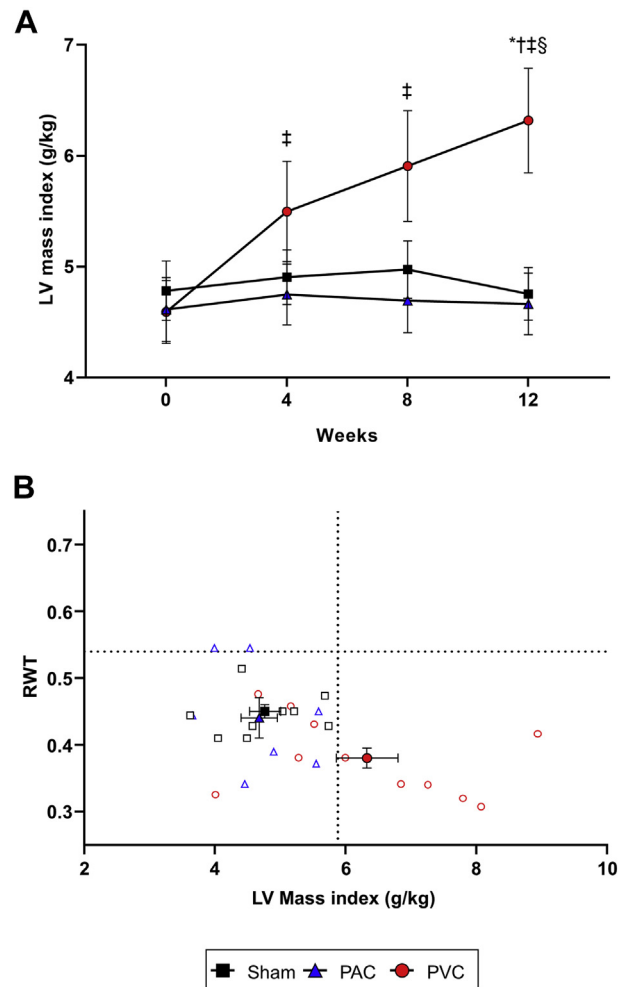 A
LV mass index (g/kg)
7
6
5
4
‡
‡
*†‡§
0 4 8 12
Weeks
B
RWT
0.7
0.6
0.5
0.4
0.3
2 4 6 8 10
LV Mass index (g/kg)
Sham PAC PVC